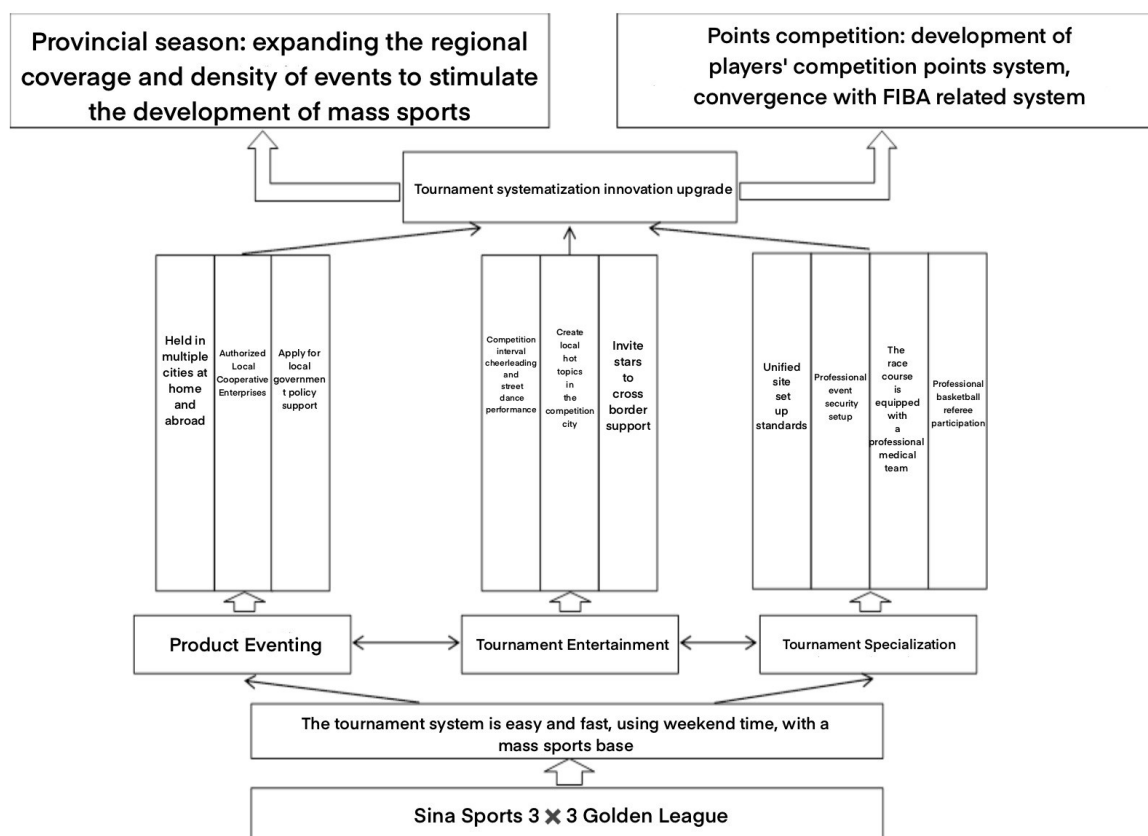 Provincial season: expanding the regional
coverage and density of events to stimulate
the development of mass sports
Points competition: development of
players' competition points system,
convergence with FIBA related system
Tournament systematization innovation upgrade
Held in
multiple
cities at
home
and
abroad
Authorized
Local
Cooperative
Enterprises
Apply for
local
governmen
t policy
support
Competition
interval
cheerleading
and
street
dance
performance
Create
local
hot
topics
in
the
competition
city
Invite
stars
to
cross
border
support
Unified
site
set
up
standards
Professional
event
security
setup
The
race
course
is
equipped
with
a
professional
medical
team
Professional
basketball
referee
participation
Product Eventing
Tournament Entertainment
Tournament Specialization
The tournament system is easy and fast, using weekend time, with a
mass sports base
Sina Sports 3 ✖ 3 Golden League